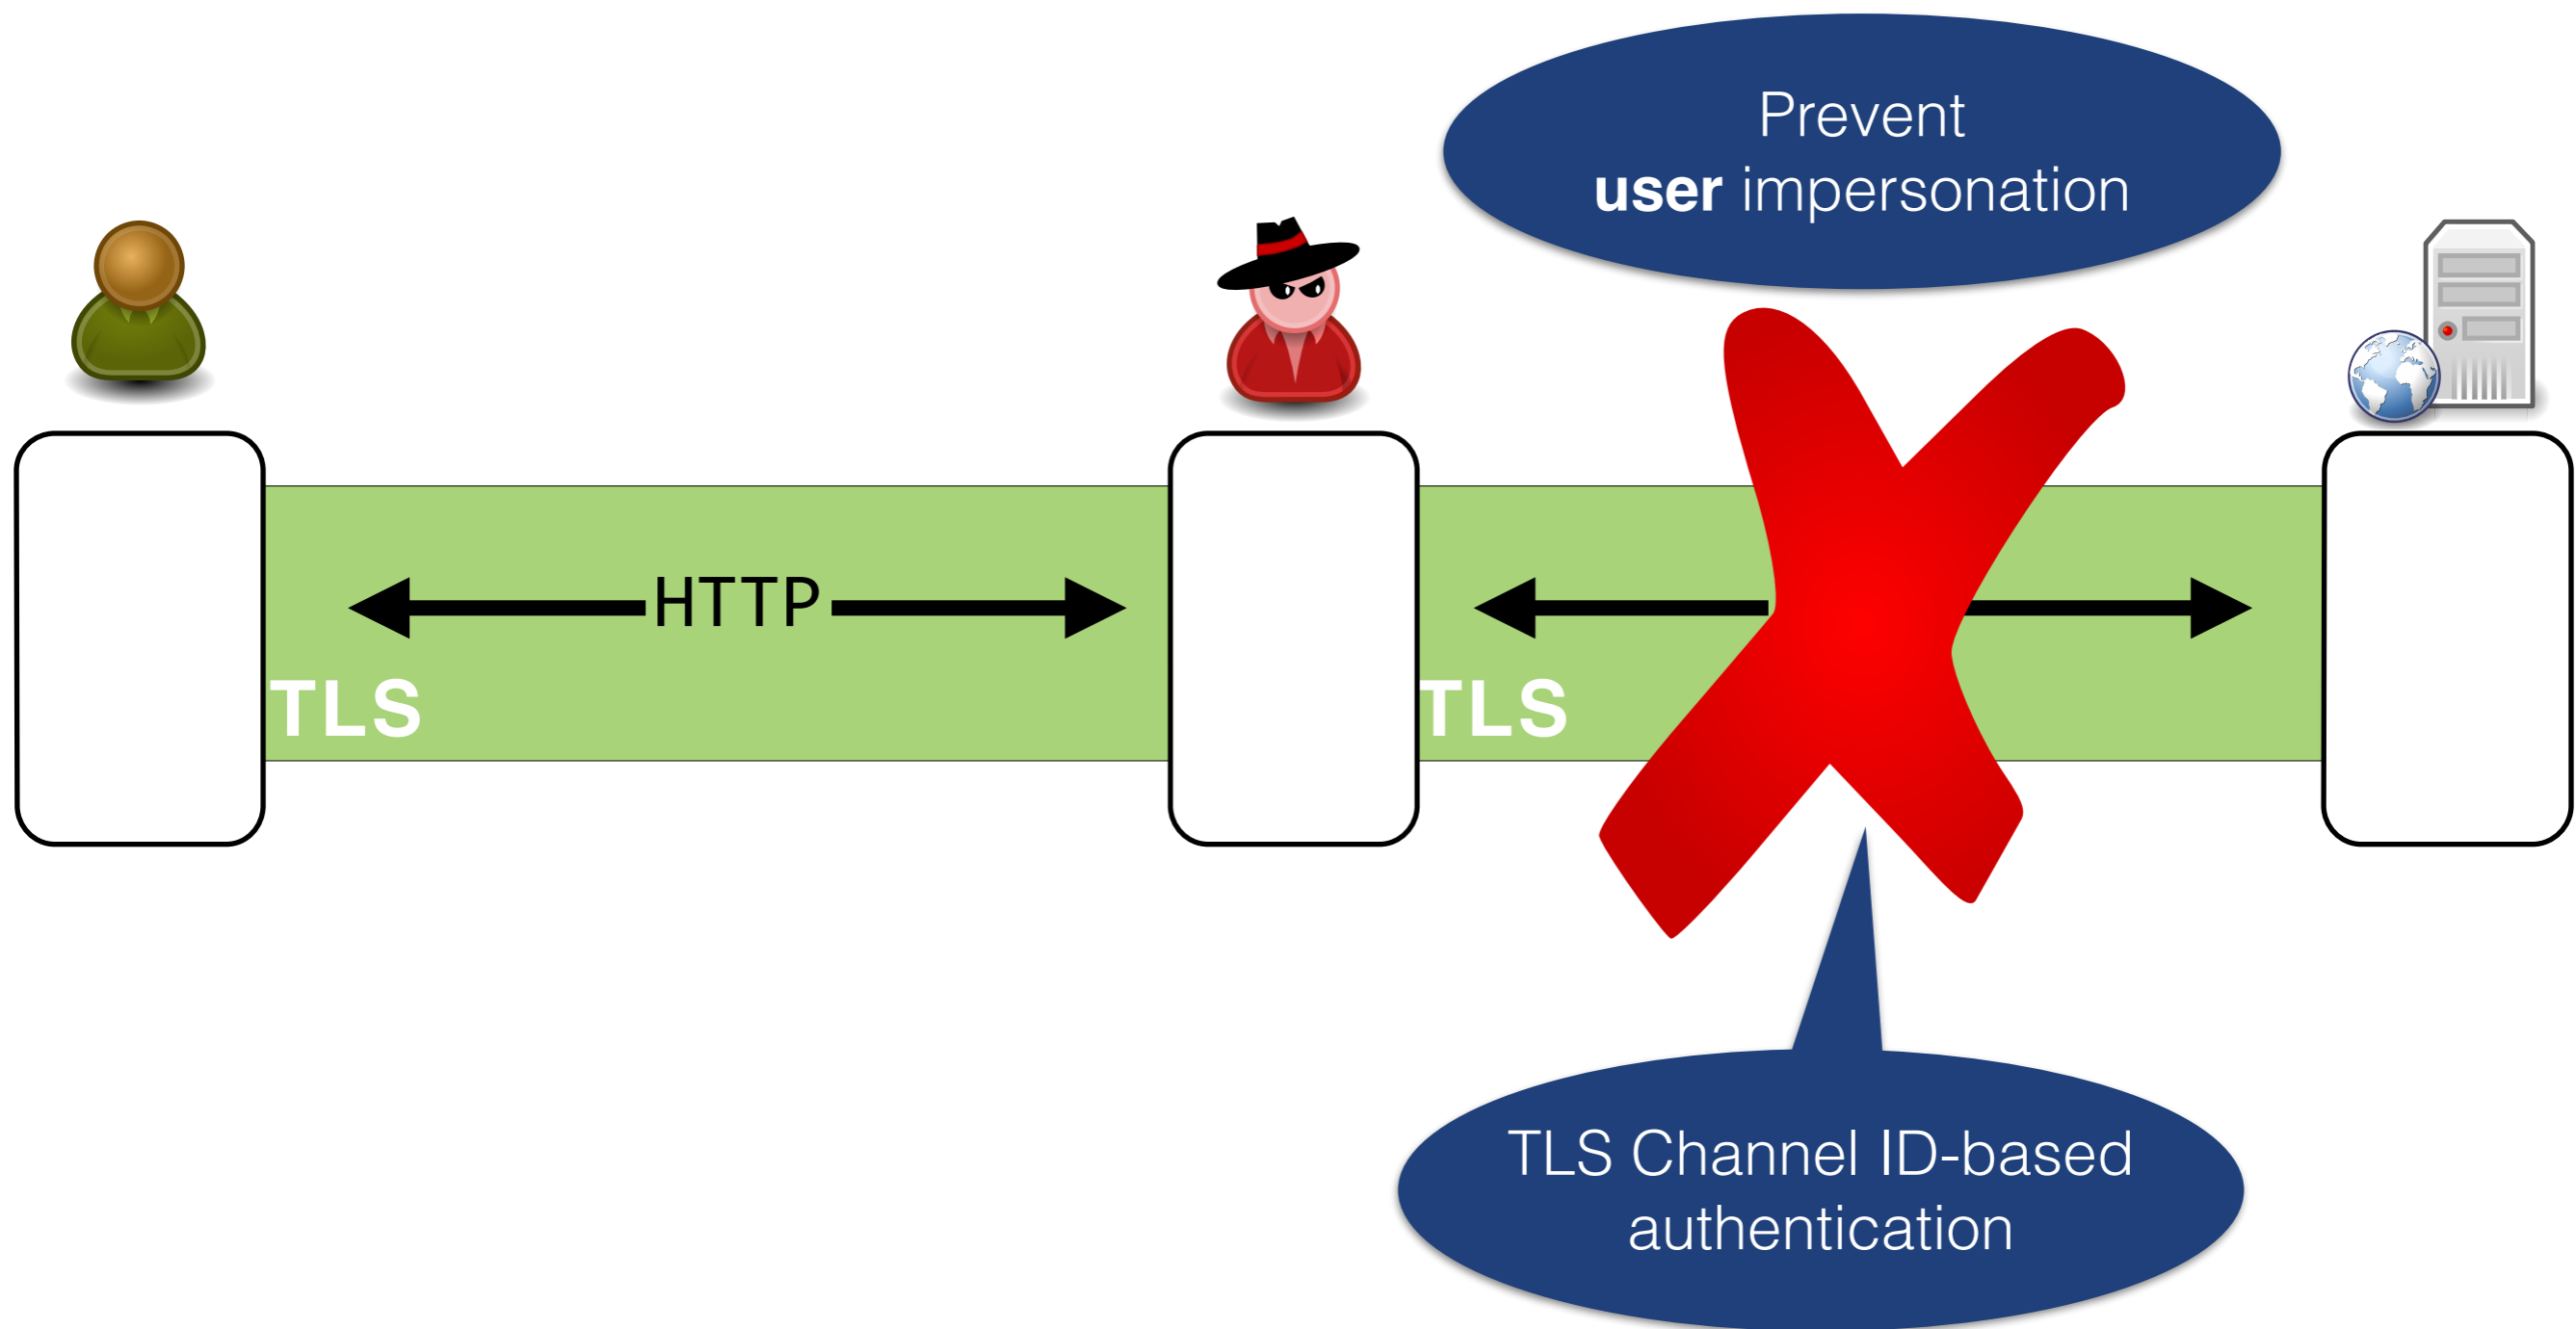 Prevent
user impersonation
HTTP
TLS
TLS
TLS Channel ID-based
authentication